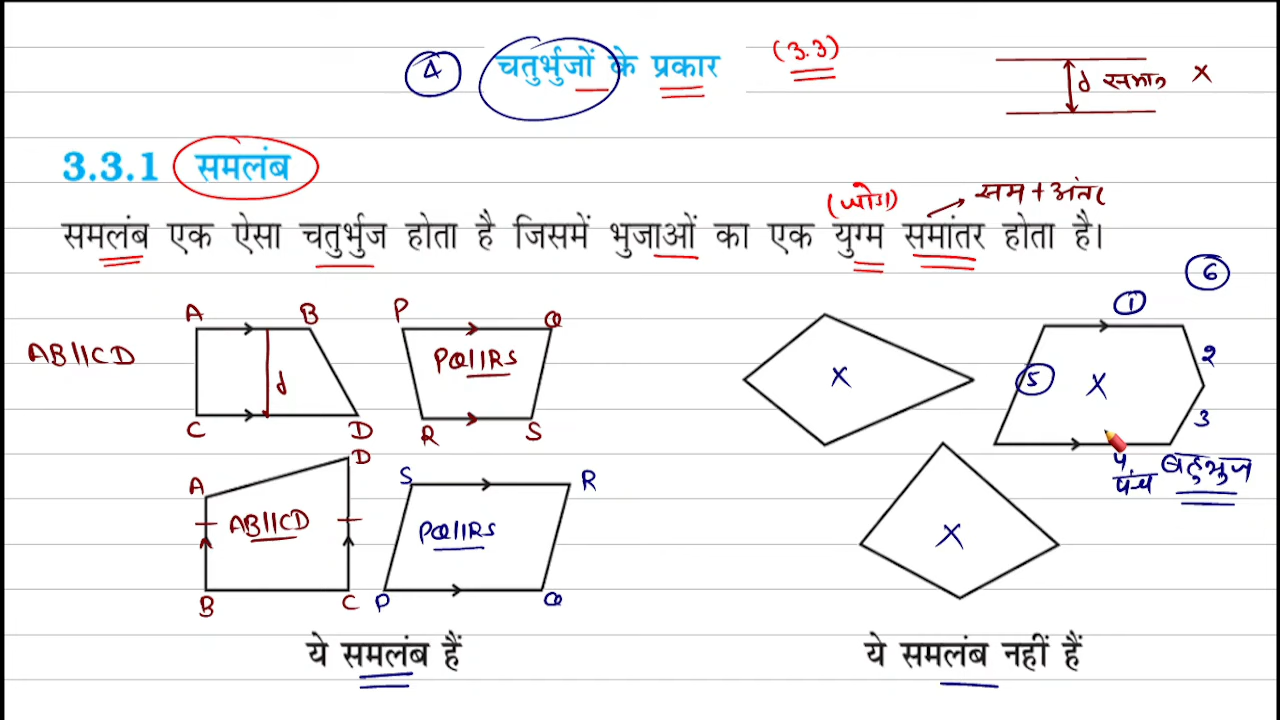 4 चतुर्भुजों के प्रकार (3.3)
d समान X
3.3.1 समलंब
(जोडा) सम + अंतर
समलंब एक ऐसा चतुर्भुज होता है जिसमें भुजाओं का एक युग्म समांतर होता है।
6
A B P Q 1
AB||CD d PQ||RS X 5 X 2
3
C D R S
4
पंच बहुभुज
A D S R
AB||CD PQ||RS X
B C P Q
ये समलंब हैं ये समलंब नहीं हैं